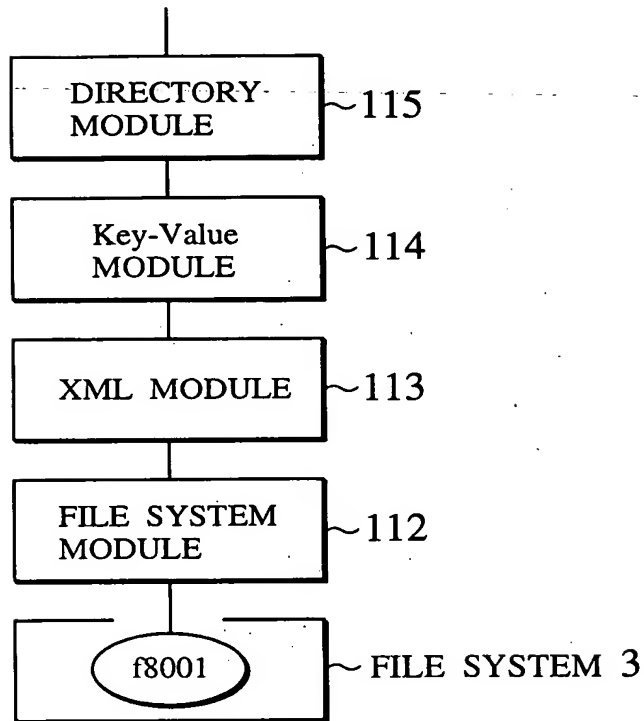 DIRECTORY
MODULE
115
Key-Value
MODULE
114
XML MODULE
113
FILE SYSTEM
MODULE
112
f8001
FILE SYSTEM 3